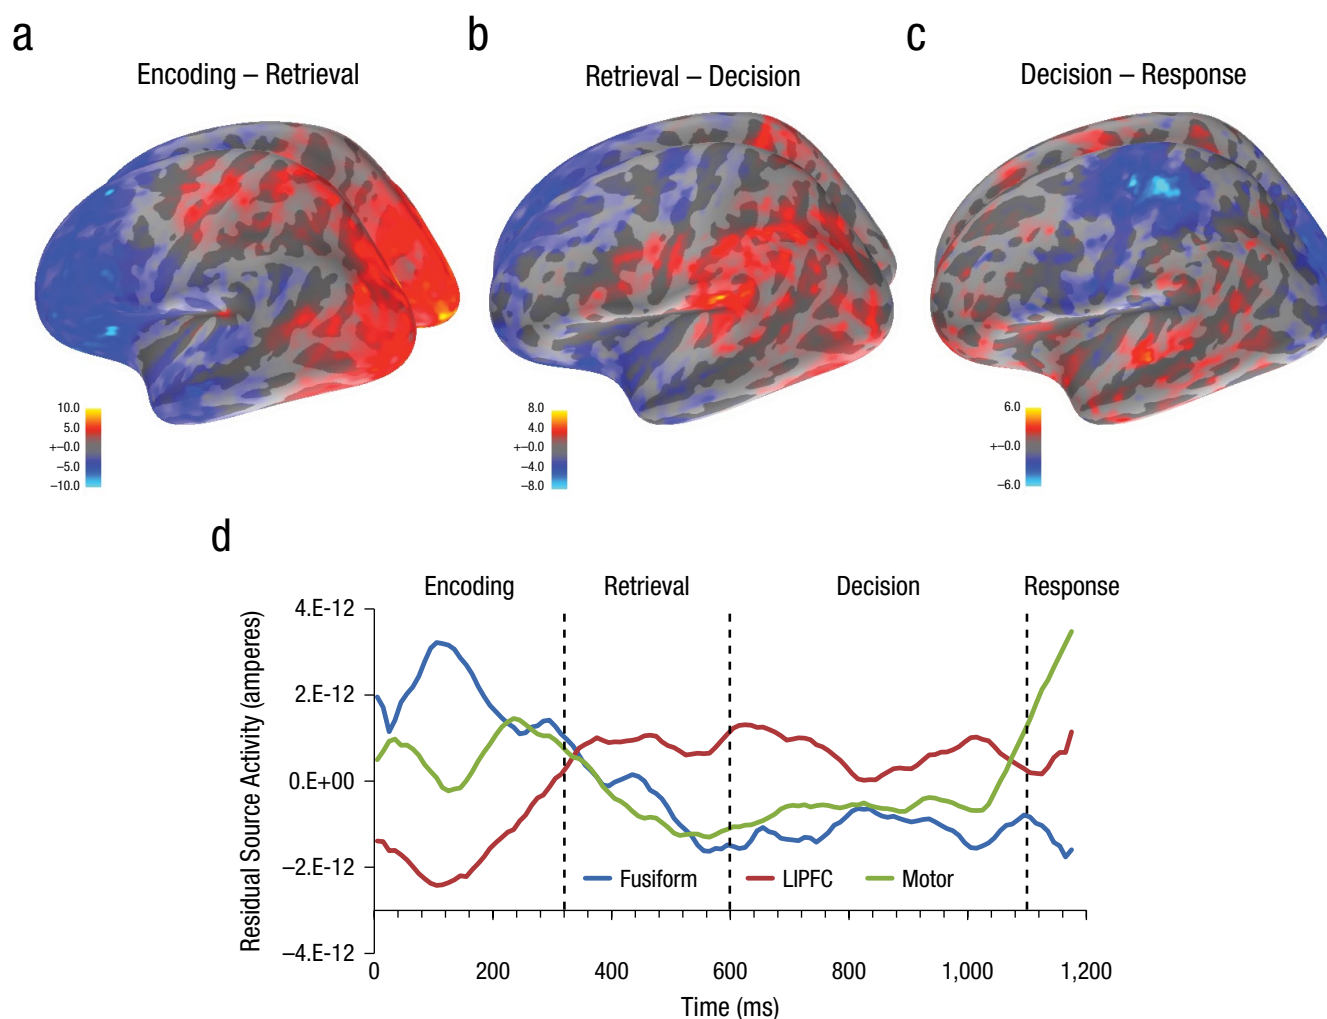 a
Encoding – Retrieval
b
Retrieval – Decision
c
Decision – Response
10.0
5.0
+–0.0
–5.0
–10.0
8.0
4.0
+–0.0
–4.0
–8.0
6.0
+–0.0
–6.0
d
Encoding
Retrieval
Decision
Response
Residual Source Activity (amperes)
4.E-12
2.E-12
0.E+00
–2.E-12
–4.E-12
Fusiform
LIPFC
Motor
0
200
400
600
800
1,000
1,200
Time (ms)